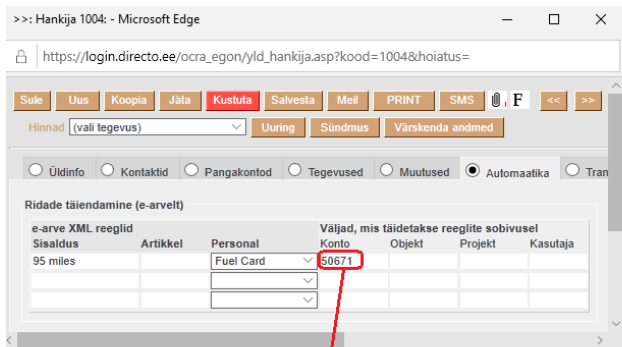 >>: Hankija 1004: - Microsoft Edge
https://login.directo.ee/ocra_egon/yld_hankija.asp?kood=1004&hoiatus=
Sule Uus Koopia Jäta Kustuta Salvesta Meil PRINT SMS F << >>
Hinnad (vali tegevus) Uuring Sündmus Värskenda andmed
Üldinfo Kontaktid Pangakontod Tegevused Muutused Automaatika Tran
Ridade täiendamine (e-arvelt)
e-arve XML reeglid Väljad, mis täidetakse reeglite sobivusel
Sisaldus Artikkel Personal Konto Objekt Projekt Kasutaja
95 miles Fuel Card 50671